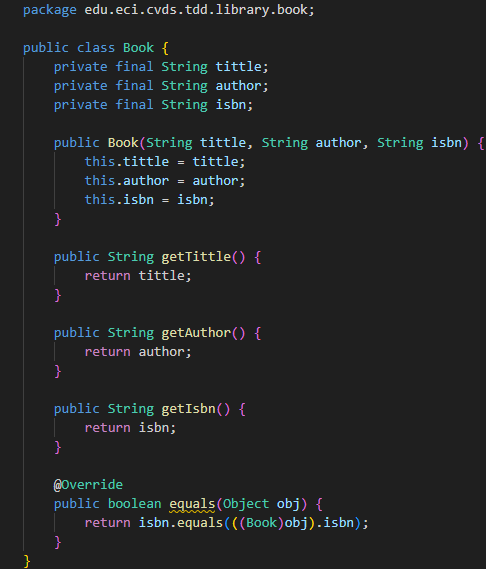 package edu.eci.cvds.tdd.library.book;

public class Book {
    private final String tittle;
    private final String author;
    private final String isbn;

    public Book(String tittle, String author, String isbn) {
        this.tittle = tittle;
        this.author = author;
        this.isbn = isbn;
    }

    public String getTittle() {
        return tittle;
    }

    public String getAuthor() {
        return author;
    }

    public String getIsbn() {
        return isbn;
    }

    @Override
    public boolean equals(Object obj) {
        return isbn.equals(((Book)obj).isbn);
    }
}